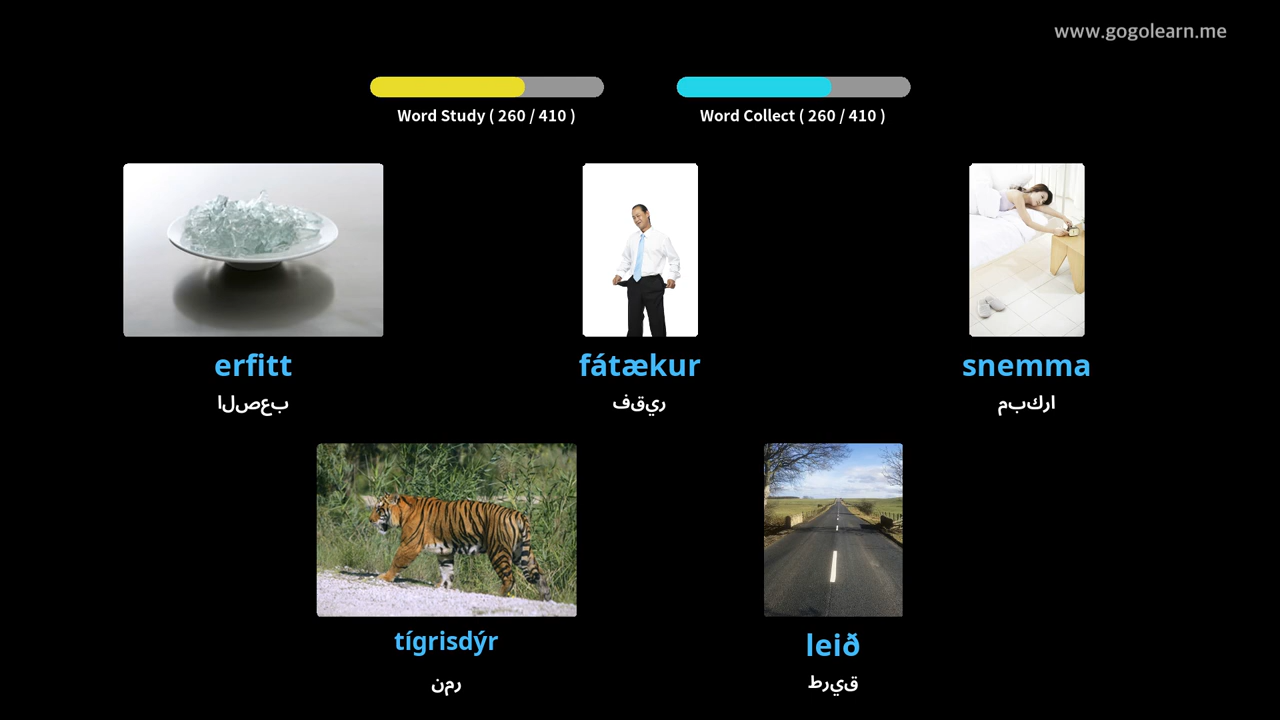 www.gogolearn.me
Word Study ( 260 / 410 )
Word Collect ( 260 / 410 )
erfitt
fátækur
snemma
الصعب
فقير
مبكرا
tígrisdýr
leið
نمر
طريق